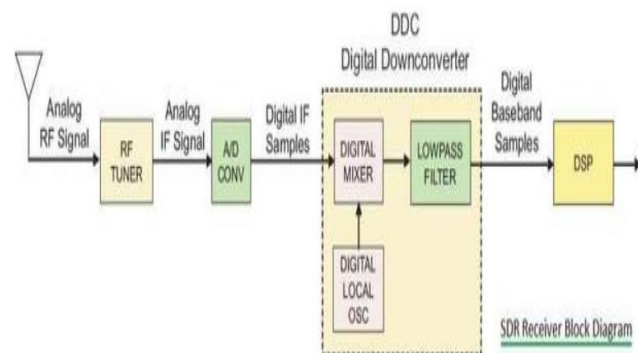 DDC
Digital Downconverter
Analog
RF Signal
RF
TUNER
Analog
IF Signal
A/D
CONV
Digital IF
Samples
DIGITAL
MIXER
LOWPASS
FILTER
DIGITAL
LOCAL
OSC
Digital
Baseband
Samples
DSP
SDR Receiver Block Diagram